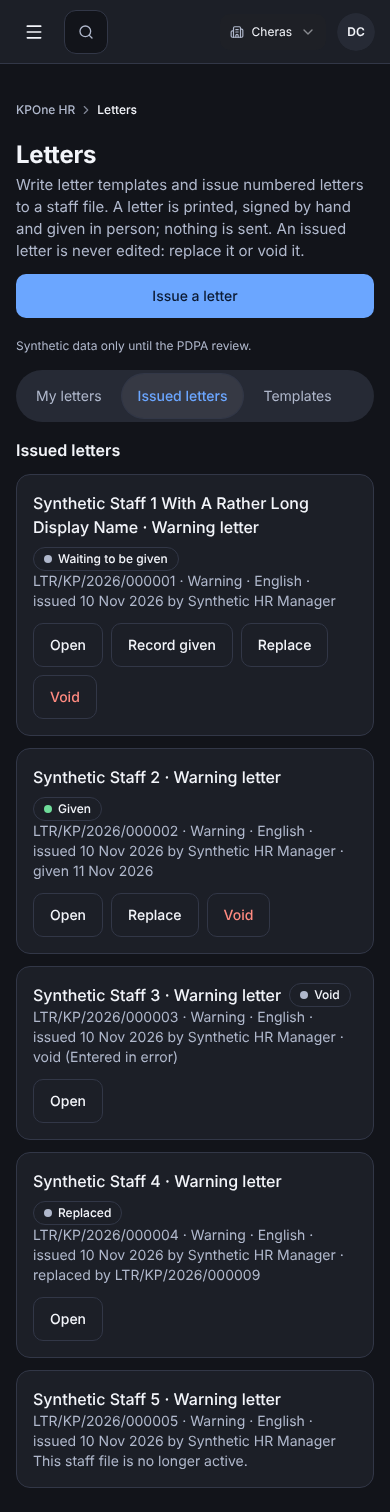 Cheras
DC
KPOne HR > Letters
Letters
Write letter templates and issue numbered letters
to a staff file. A letter is printed, signed by hand
and given in person; nothing is sent. An issued
letter is never edited: replace it or void it.
Issue a letter
Synthetic data only until the PDPA review.
My letters Issued letters Templates
Issued letters
Synthetic Staff 1 With A Rather Long
Display Name · Warning letter
Waiting to be given
LTR/KP/2026/000001 · Warning · English ·
issued 10 Nov 2026 by Synthetic HR Manager
Open Record given Replace
Void
Synthetic Staff 2 · Warning letter
Given
LTR/KP/2026/000002 · Warning · English ·
issued 10 Nov 2026 by Synthetic HR Manager ·
given 11 Nov 2026
Open Replace Void
Synthetic Staff 3 · Warning letter Void
LTR/KP/2026/000003 · Warning · English ·
issued 10 Nov 2026 by Synthetic HR Manager ·
void (Entered in error)
Open
Synthetic Staff 4 · Warning letter
Replaced
LTR/KP/2026/000004 · Warning · English ·
issued 10 Nov 2026 by Synthetic HR Manager ·
replaced by LTR/KP/2026/000009
Open
Synthetic Staff 5 · Warning letter
LTR/KP/2026/000005 · Warning · English ·
issued 10 Nov 2026 by Synthetic HR Manager
This staff file is no longer active.